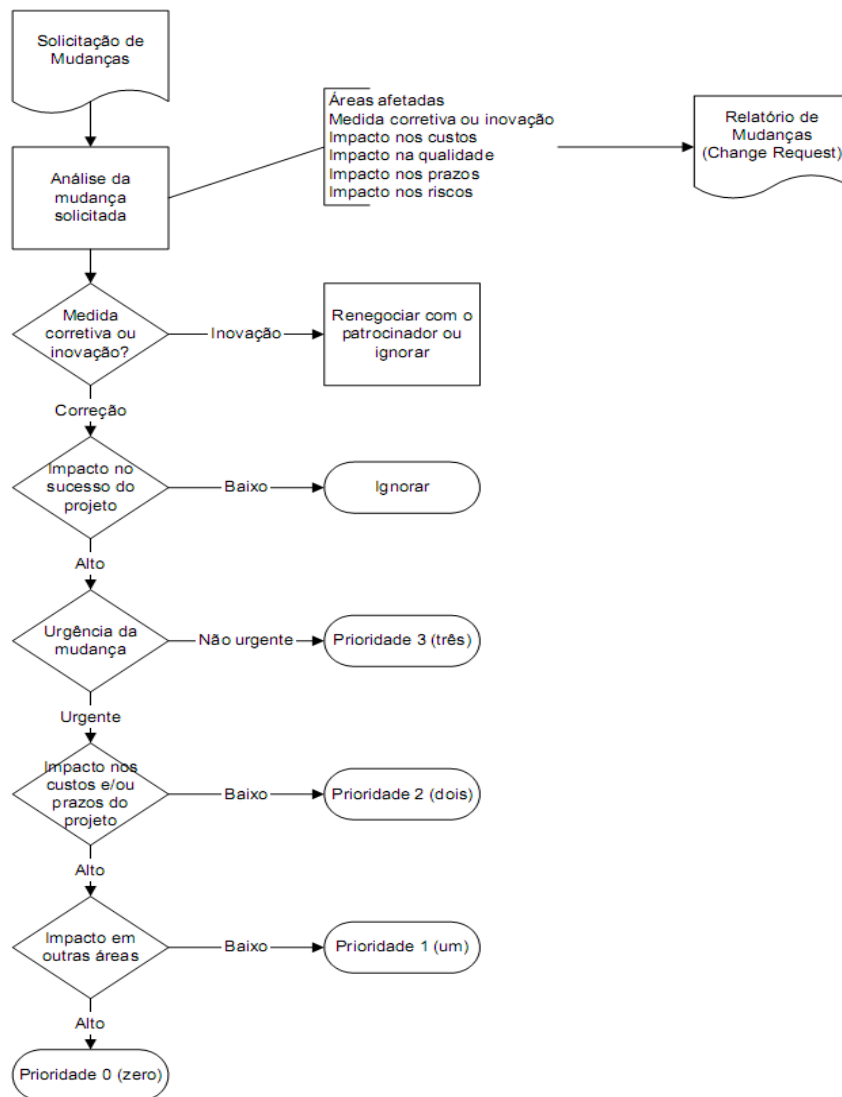 Solicitação de
Mudanças
Áreas afetadas
Medida corretiva ou inovação
Impacto nos custos
Impacto na qualidade
Impacto nos prazos
Impacto nos riscos
Relatório de
Mudanças
(Change Request)
Análise da
mudança
solicitada
Medida
corretiva ou
inovação?
Inovação
Renegociar com o
patrocinador ou
ignorar
Correção
Impacto no
sucesso do
projeto
Baixo
Ignorar
Alto
Urgência da
mudança
Não urgente
Prioridade 3 (três)
Urgente
Impacto nos
custos e/ou
prazos do
projeto
Baixo
Prioridade 2 (dois)
Alto
Impacto em
outras áreas
Baixo
Prioridade 1 (um)
Alto
Prioridade 0 (zero)